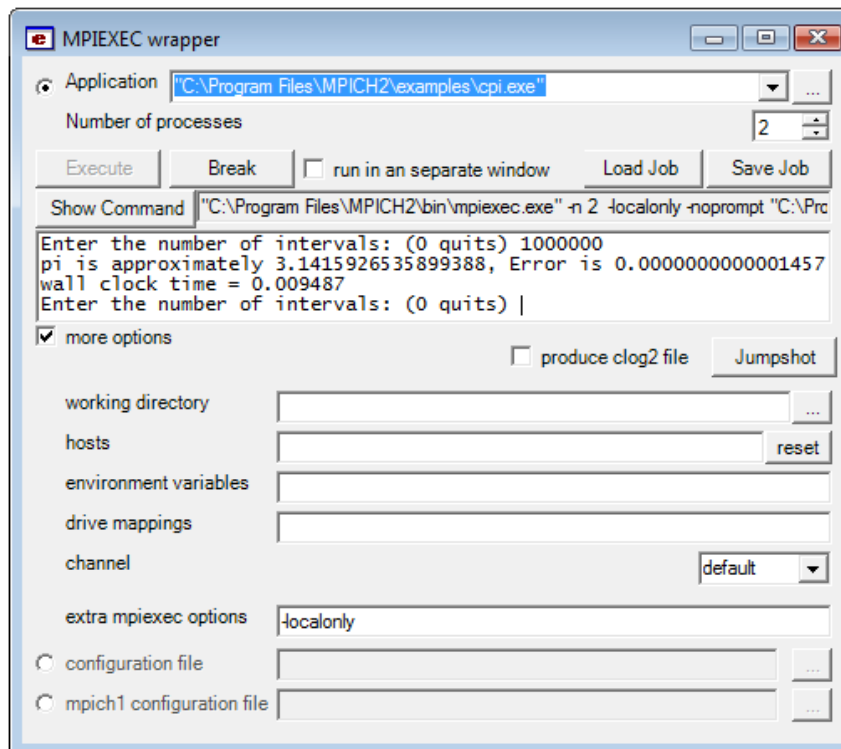 e MPIEXEC wrapper
Application "C:\Program Files\MPICH2\examples\cpi.exe" ...
Number of processes 2
Execute Break run in an separate window Load Job Save Job
Show Command "C:\Program Files\MPICH2\bin\mpiexec.exe" -n 2 -localonly -noprompt "C:\Pro
Enter the number of intervals: (0 quits) 1000000
pi is approximately 3.1415926535899388, Error is 0.0000000000001457
wall clock time = 0.009487
Enter the number of intervals: (0 quits)
more options
produce clog2 file Jumpshot
working directory ...
hosts reset
environment variables
drive mappings
channel default
extra mpiexec options -localonly
configuration file ...
mpich1 configuration file ...